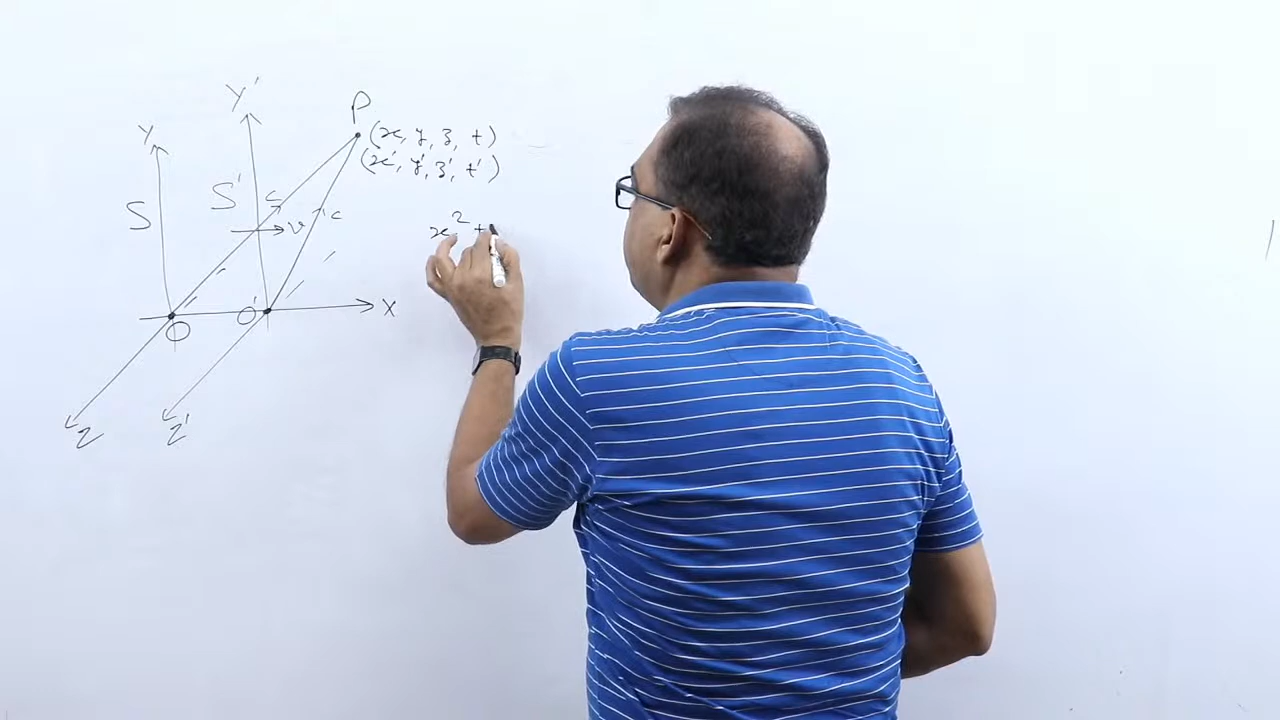 P
Y'
Y
(x, y, z, t)
(x', y', z', t')
S
S'
c
v
c
x² +
O
O'
X
Z
Z'